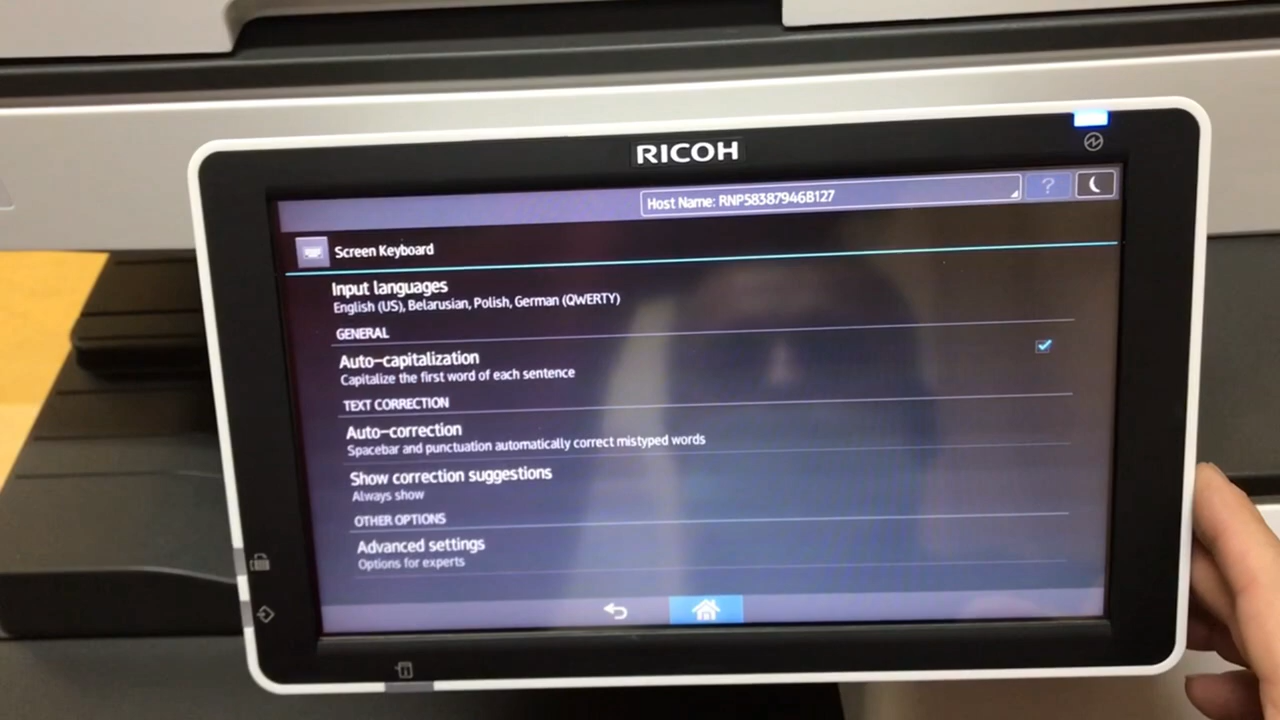 RICOH
Host Name: RNP58387946B127
?
Screen Keyboard
Input languages
English (US), Belarusian, Polish, German (QWERTY)
GENERAL
Auto-capitalization
Capitalize the first word of each sentence
TEXT CORRECTION
Auto-correction
Spacebar and punctuation automatically correct mistyped words
Show correction suggestions
Always show
OTHER OPTIONS
Advanced settings
Options for experts